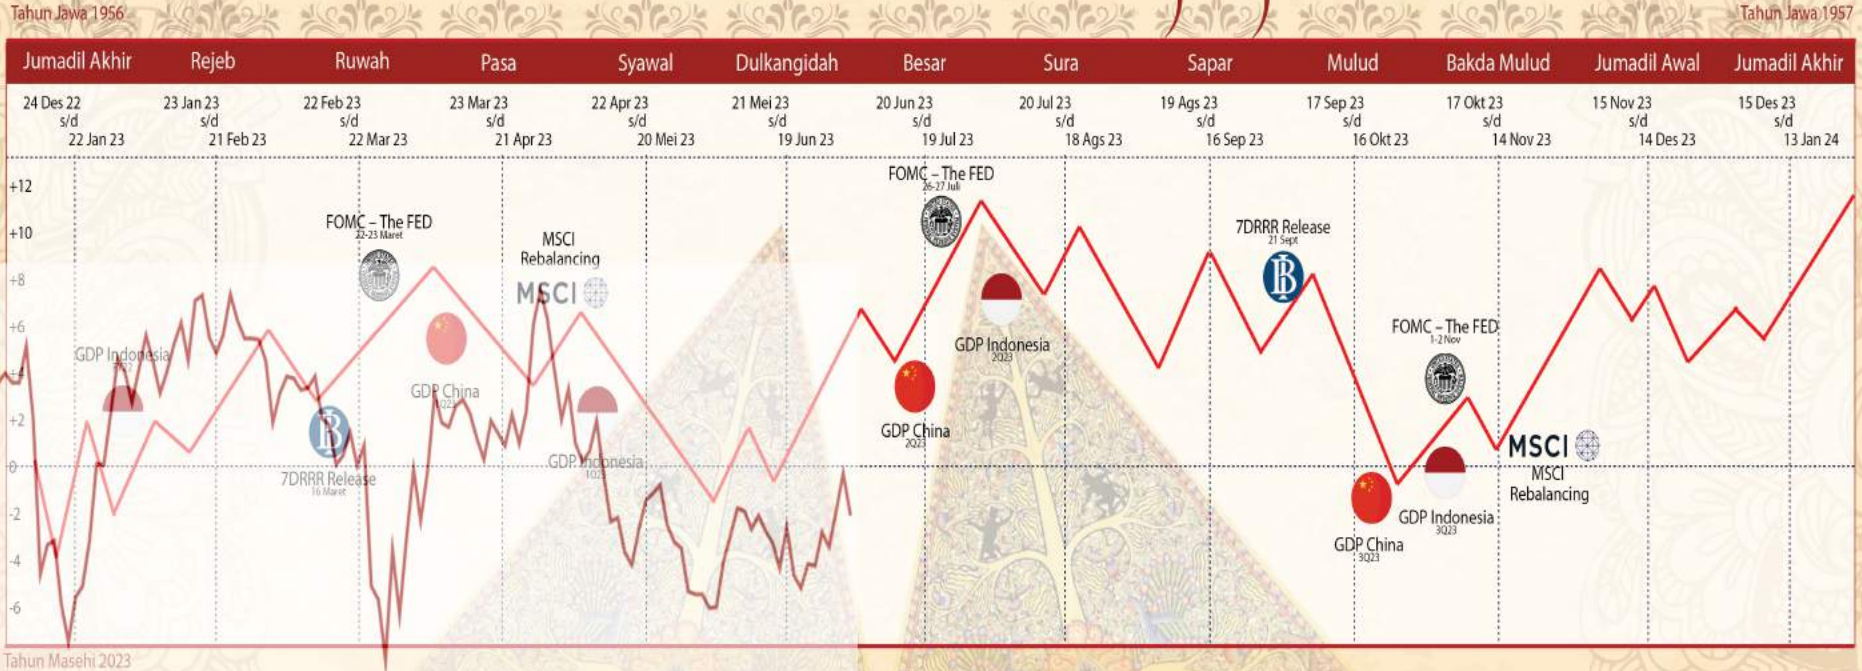 Tahun Jawa 1956
Tahun Jawa 1957
Jumadil Akhir
Rejeb
Ruwah
Pasa
Syawal
Dulkangidah
Besar
Sura
Sapar
Mulud
Bakda Mulud
Jumadil Awal
Jumadil Akhir
24 Des 22
s/d
22 Jan 23
23 Jan 23
s/d
21 Feb 23
22 Feb 23
s/d
22 Mar 23
23 Mar 23
s/d
21 Apr 23
22 Apr 23
s/d
20 Mei 23
21 Mei 23
s/d
19 Jun 23
20 Jun 23
s/d
19 Jul 23
20 Jul 23
s/d
18 Ags 23
19 Ags 23
s/d
16 Sep 23
17 Sep 23
s/d
16 Okt 23
17 Okt 23
s/d
14 Nov 23
15 Nov 23
s/d
14 Des 23
15 Des 23
s/d
13 Jan 24
+12
+10
+8
+6
+4
+2
0
-2
-4
-6
GDP Indonesia
FOMC – The FED
22-23 Maret
7DRRR Release
16 Maret
GDP China
1Q23
MSCI
Rebalancing
MSCI
GDP Indonesia
1Q23
FOMC – The FED
26-27 Juli
GDP China
2Q23
GDP Indonesia
2Q23
7DRRR Release
21 Sept
GDP China
3Q23
FOMC – The FED
1-2 Nov
GDP Indonesia
3Q23
MSCI
MSCI
Rebalancing
Tahun Masehi 2023